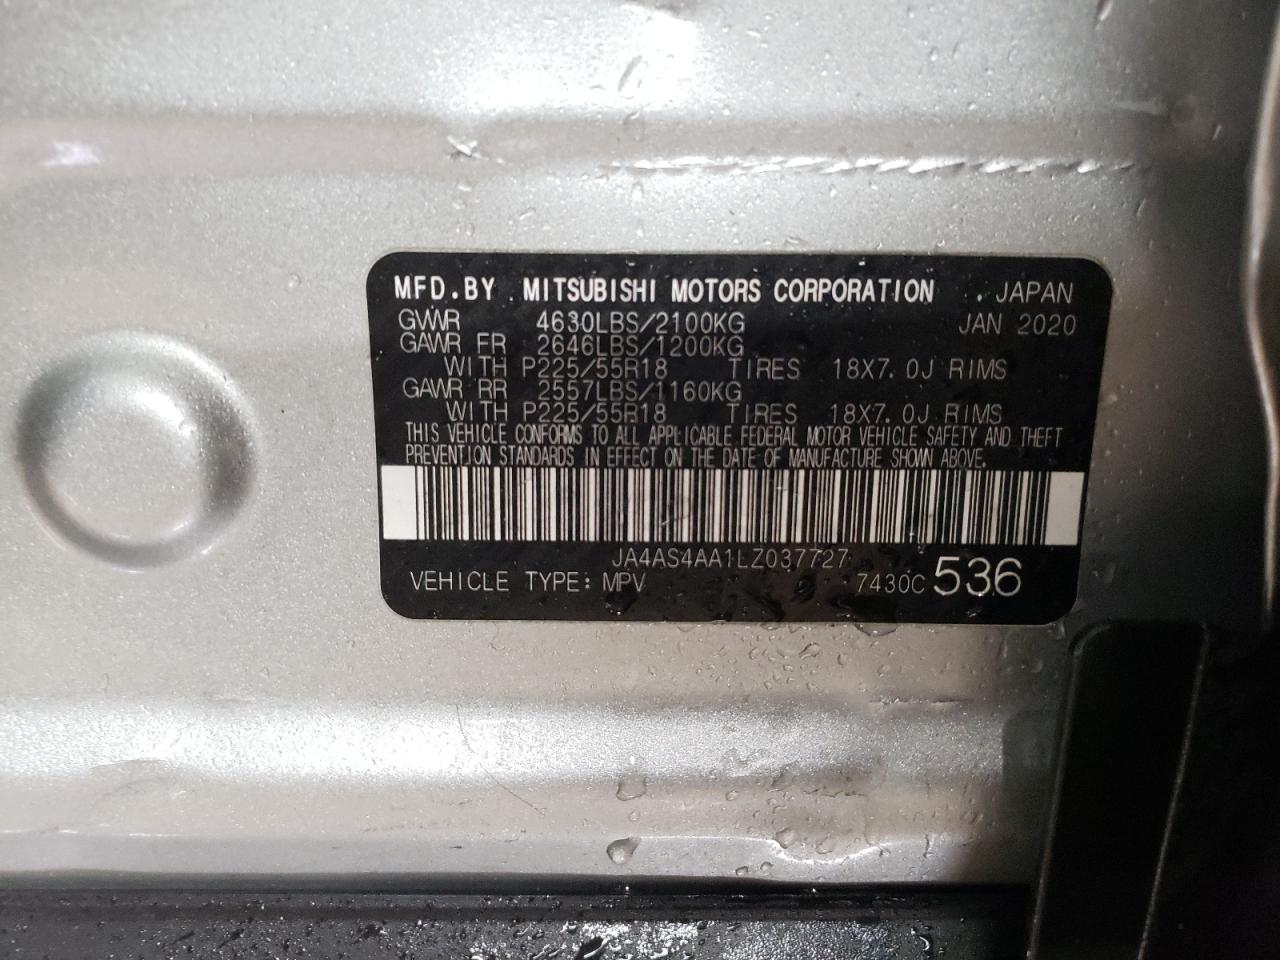 MFD.BY MITSUBISHI MOTORS CORPORATION . JAPAN
GVWR 4630LBS/2100KG JAN 2020
GAWR FR 2646LBS/1200KG
WITH P225/55R18 TIRES 18X7.0J RIMS
GAWR RR 2557LBS/1160KG
WITH P225/55R18 TIRES 18X7.0J RIMS
THIS VEHICLE CONFORMS TO ALL APPLICABLE FEDERAL MOTOR VEHICLE SAFETY AND THEFT
PREVENTION STANDARDS IN EFFECT ON THE DATE OF MANUFACTURE SHOWN ABOVE.
JA4AS4AA1LZ037727
VEHICLE TYPE: MPV 7430C 536